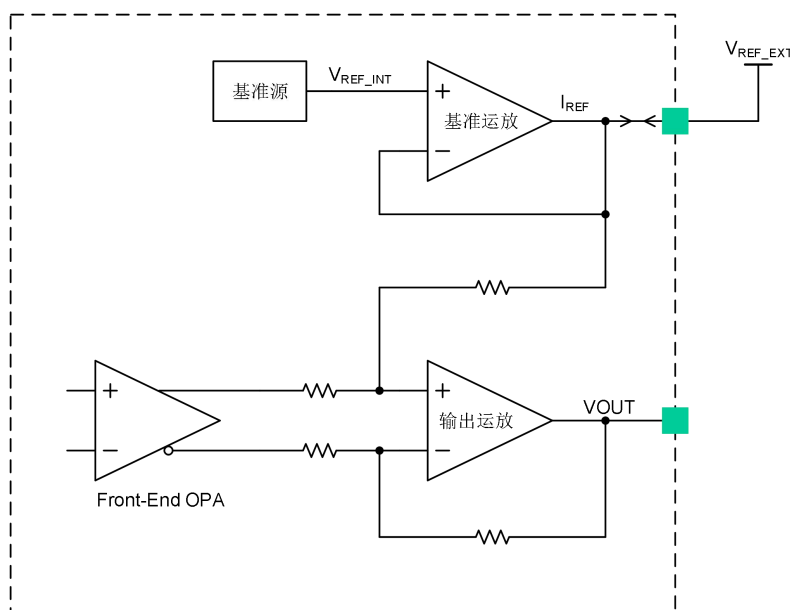 V_REF_EXT
基准源
V_REF_INT
+
基准运放
−
I_REF
+
−
Front-End OPA
+
输出运放
−
VOUT